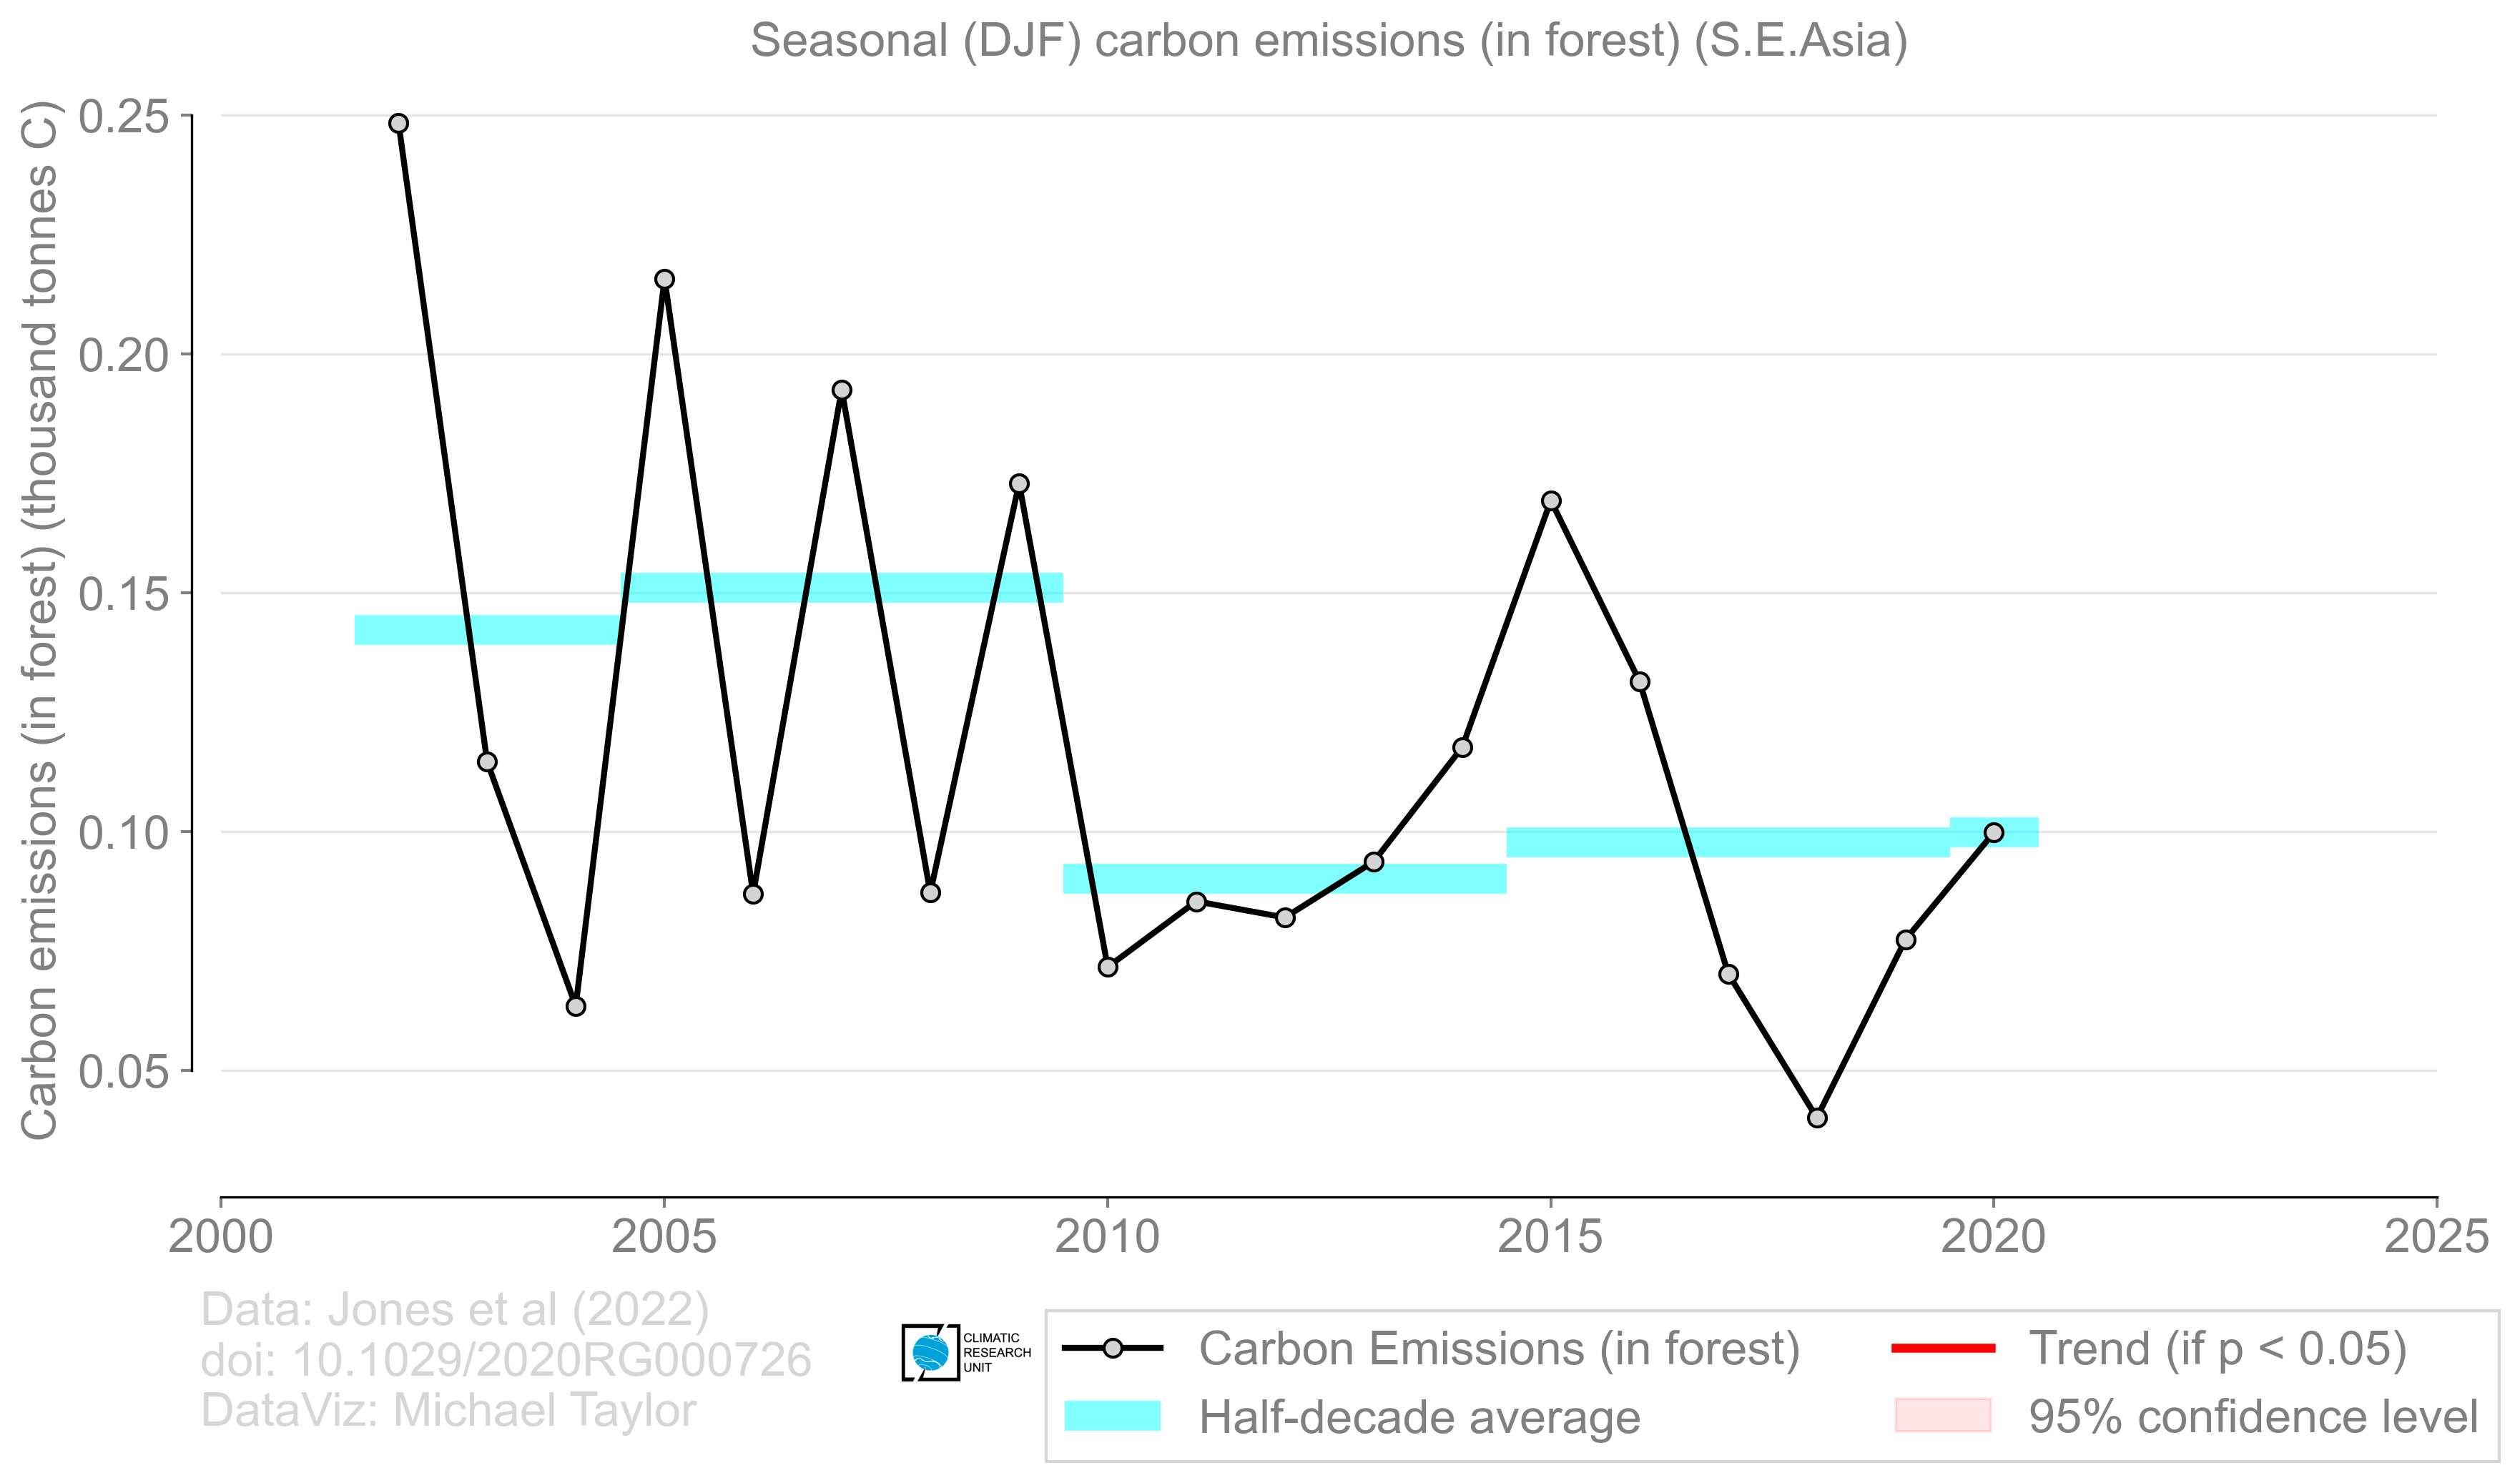 Seasonal (DJF) carbon emissions (in forest) (S.E.Asia)
Carbon emissions (in forest) (thousand tonnes C)
0.25
0.20
0.15
0.10
0.05
2000
2005
2010
2015
2020
2025
Data: Jones et al (2022)
doi: 10.1029/2020RG000726
DataViz: Michael Taylor
CLIMATIC
RESEARCH
UNIT
Carbon Emissions (in forest)
Half-decade average
Trend (if p < 0.05)
95% confidence level